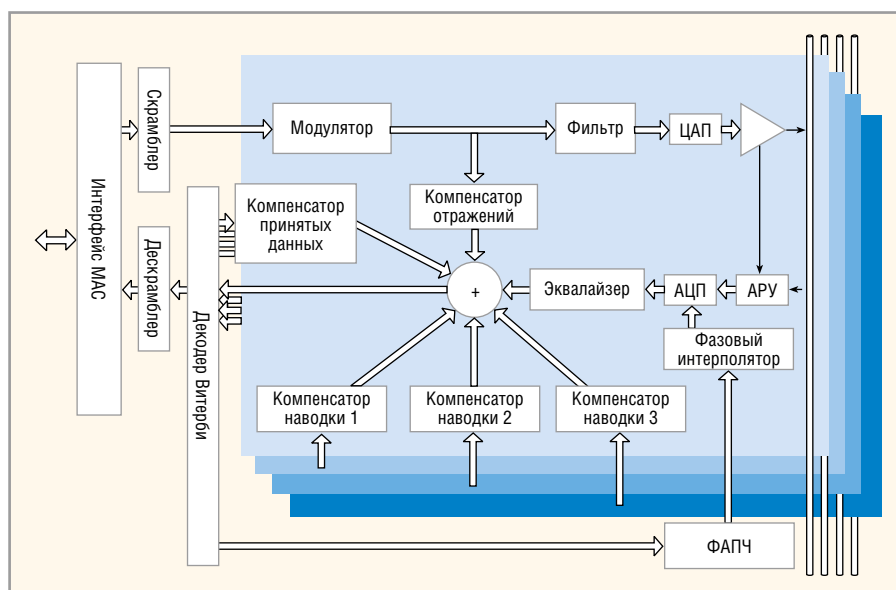 Интерфейс МАС
Скрамблер
Модулятор
Фильтр
ЦАП
Компенсатор
отражений
Компенсатор
принятых
данных
Дескрамблер
Декодер Витерби
+
Эквалайзер
АЦП
АРУ
Фазовый
интерполятор
Компенсатор
наводки 1
Компенсатор
наводки 2
Компенсатор
наводки 3
ФАПЧ